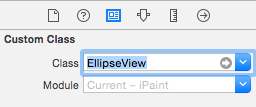 Custom Class
Class EllipseView
Module Current – iPaint